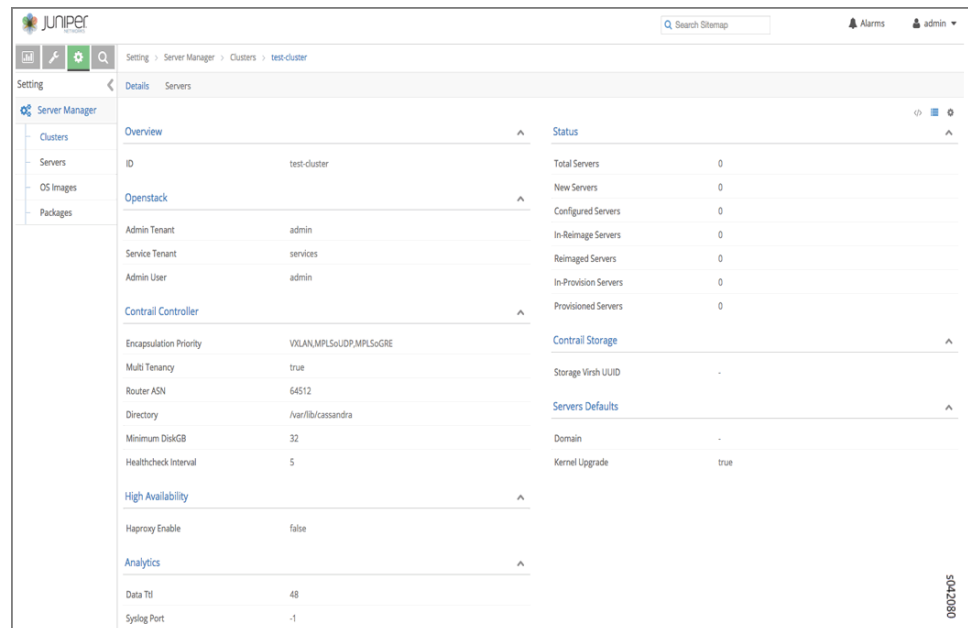 JUNIPER
NETWORKS
Search Sitemap
Alarms
admin
Setting > Server Manager > Clusters > test-cluster
Setting
Details Servers
Server Manager
Clusters
Servers
OS Images
Packages
Overview
ID test-cluster
Openstack
Admin Tenant admin
Service Tenant services
Admin User admin
Contrail Controller
Encapsulation Priority VXLAN,MPLSoUDP,MPLSoGRE
Multi Tenancy true
Router ASN 64512
Directory /var/lib/cassandra
Minimum DiskGB 32
Healthcheck Interval 5
High Availability
Haproxy Enable false
Analytics
Data Ttl 48
Syslog Port -1
Status
Total Servers 0
New Servers 0
Configured Servers 0
In-Reimage Servers 0
Reimaged Servers 0
In-Provision Servers 0
Provisioned Servers 0
Contrail Storage
Storage Virsh UUID -
Servers Defaults
Domain -
Kernel Upgrade true
s042080